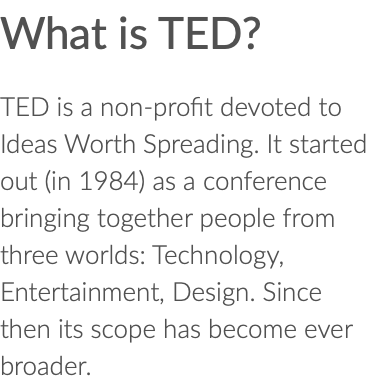 What is TED?
TED is a non-profit devoted to
Ideas Worth Spreading. It started
out (in 1984) as a conference
bringing together people from
three worlds: Technology,
Entertainment, Design. Since
then its scope has become ever
broader.